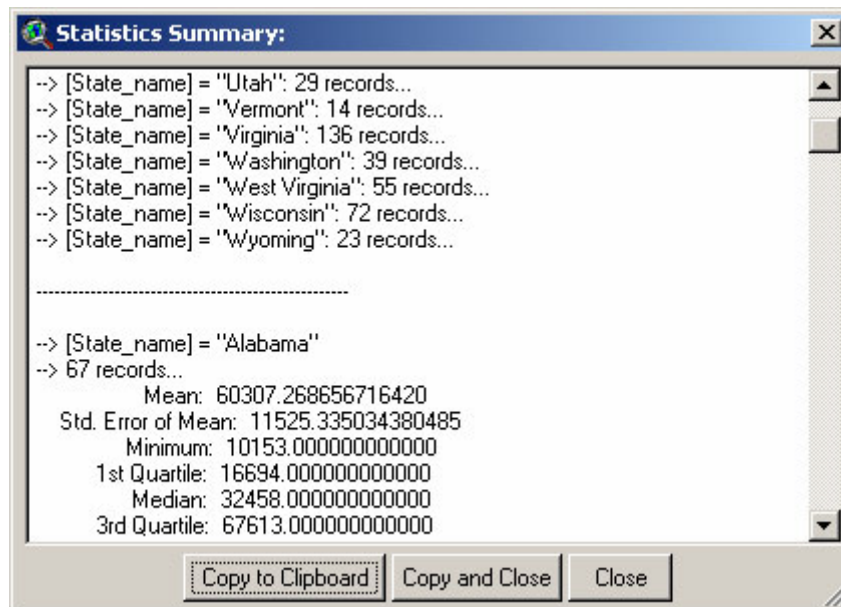 Statistics Summary:
--> [State_name] = "Utah": 29 records...
--> [State_name] = "Vermont": 14 records...
--> [State_name] = "Virginia": 136 records...
--> [State_name] = "Washington": 39 records...
--> [State_name] = "West Virginia": 55 records...
--> [State_name] = "Wisconsin": 72 records...
--> [State_name] = "Wyoming": 23 records...
----------------------------------------------------
--> [State_name] = "Alabama"
--> 67 records...
Mean: 60307.268656716420
Std. Error of Mean: 11525.335034380485
Minimum: 10153.000000000000
1st Quartile: 16694.000000000000
Median: 32458.000000000000
3rd Quartile: 67613.000000000000
Copy to Clipboard Copy and Close Close